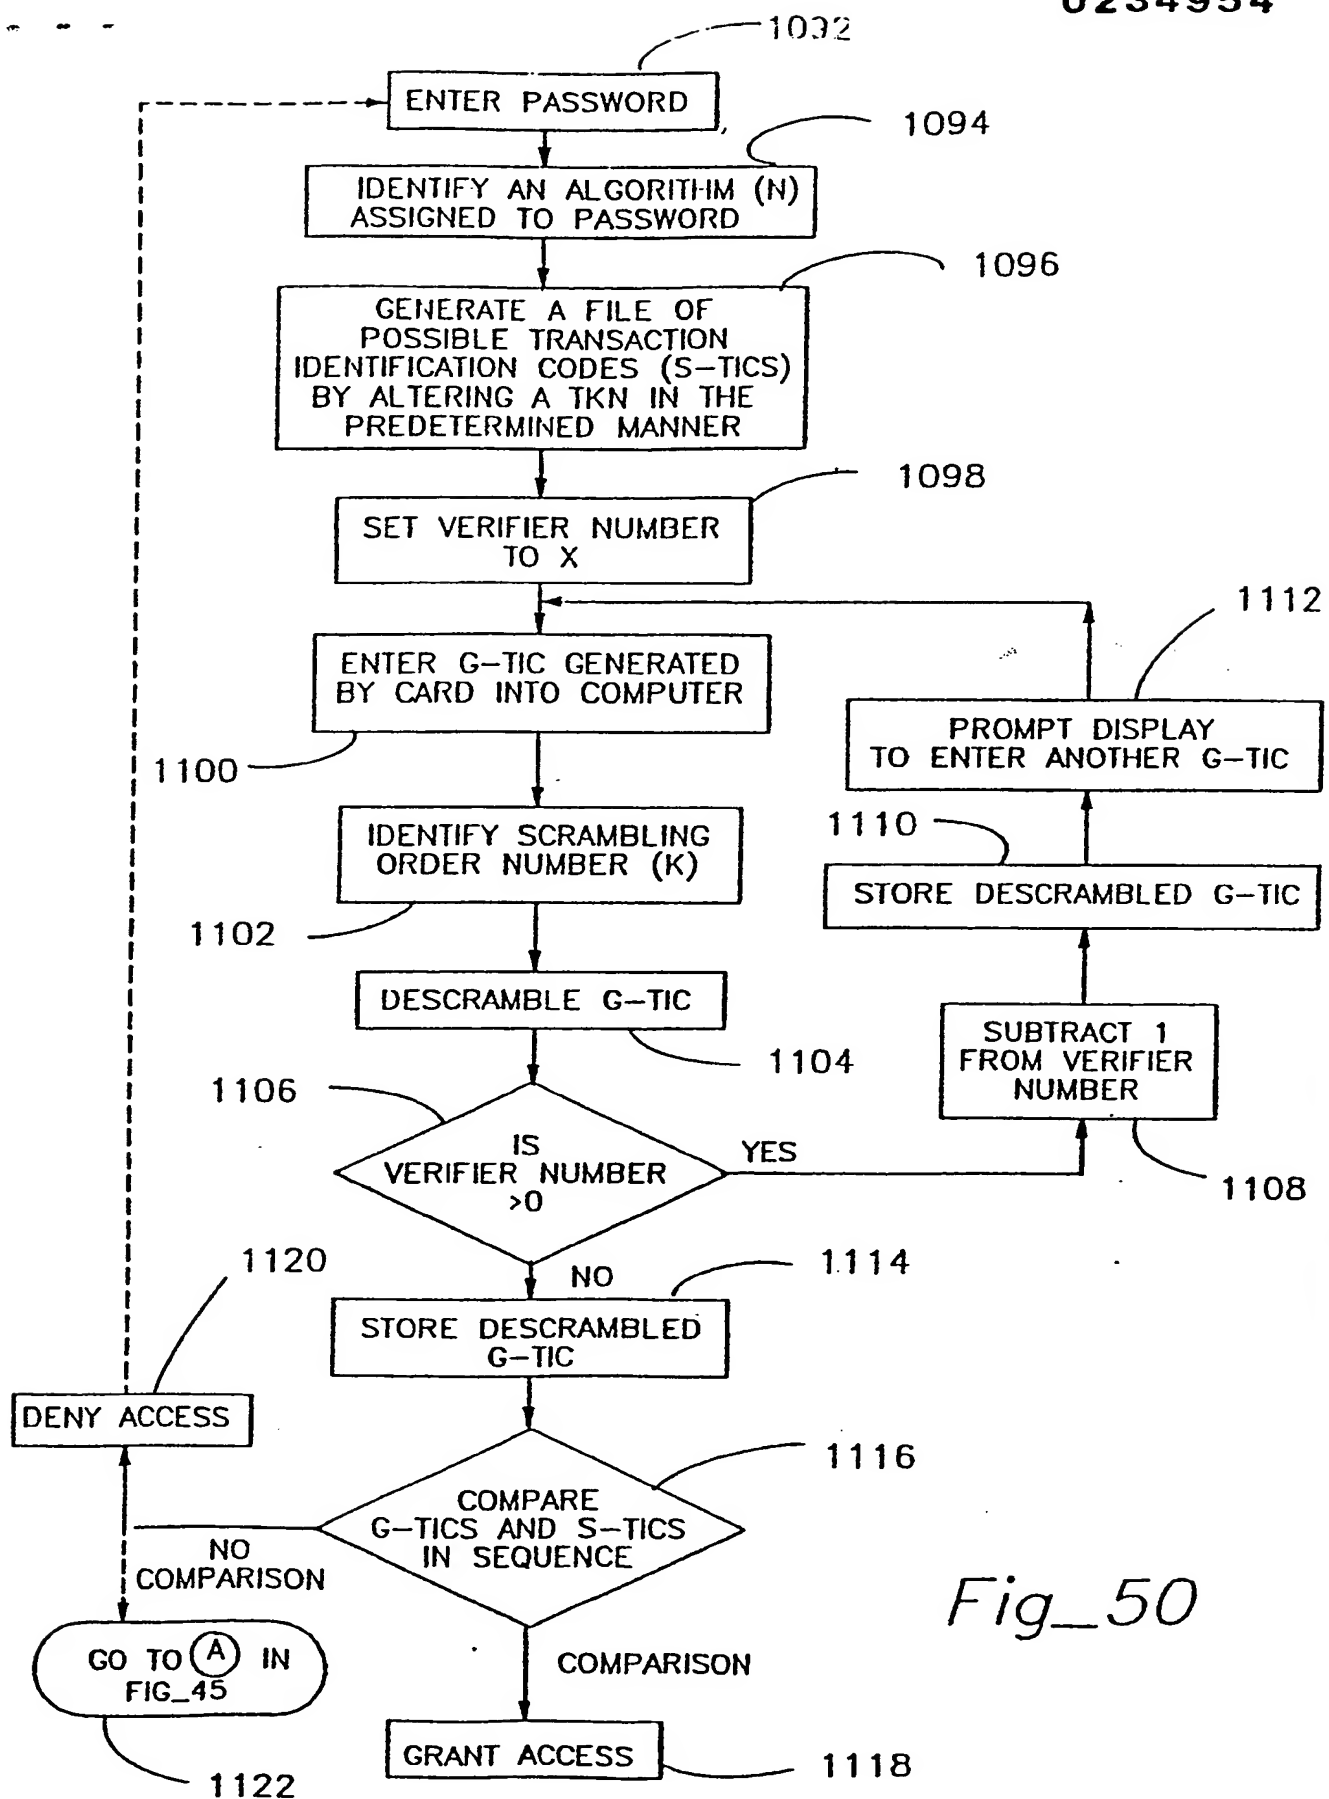 0234954
1092
ENTER PASSWORD
1094
IDENTIFY AN ALGORITHM (N)
ASSIGNED TO PASSWORD
1096
GENERATE A FILE OF
POSSIBLE TRANSACTION
IDENTIFICATION CODES (S-TICS)
BY ALTERING A TKN IN THE
PREDETERMINED MANNER
1098
SET VERIFIER NUMBER
TO X
1112
ENTER G-TIC GENERATED
BY CARD INTO COMPUTER
1100
PROMPT DISPLAY
TO ENTER ANOTHER G-TIC
1110
IDENTIFY SCRAMBLING
ORDER NUMBER (K)
1102
STORE DESCRAMBLED G-TIC
DESCRAMBLE G-TIC
1104
SUBTRACT 1
FROM VERIFIER
NUMBER
1106
IS
VERIFIER NUMBER
>0
YES
1108
1120
NO
1114
STORE DESCRAMBLED
G-TIC
DENY ACCESS
1116
COMPARE
G-TICS AND S-TICS
IN SEQUENCE
NO
COMPARISON
Fig_50
GO TO A IN
FIG_45
COMPARISON
1122
GRANT ACCESS
1118